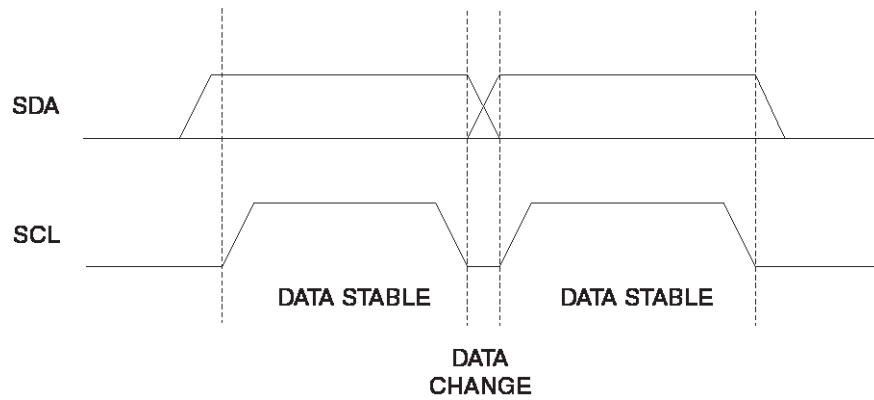 SDA
SCL
DATA STABLE
DATA STABLE
DATA
CHANGE